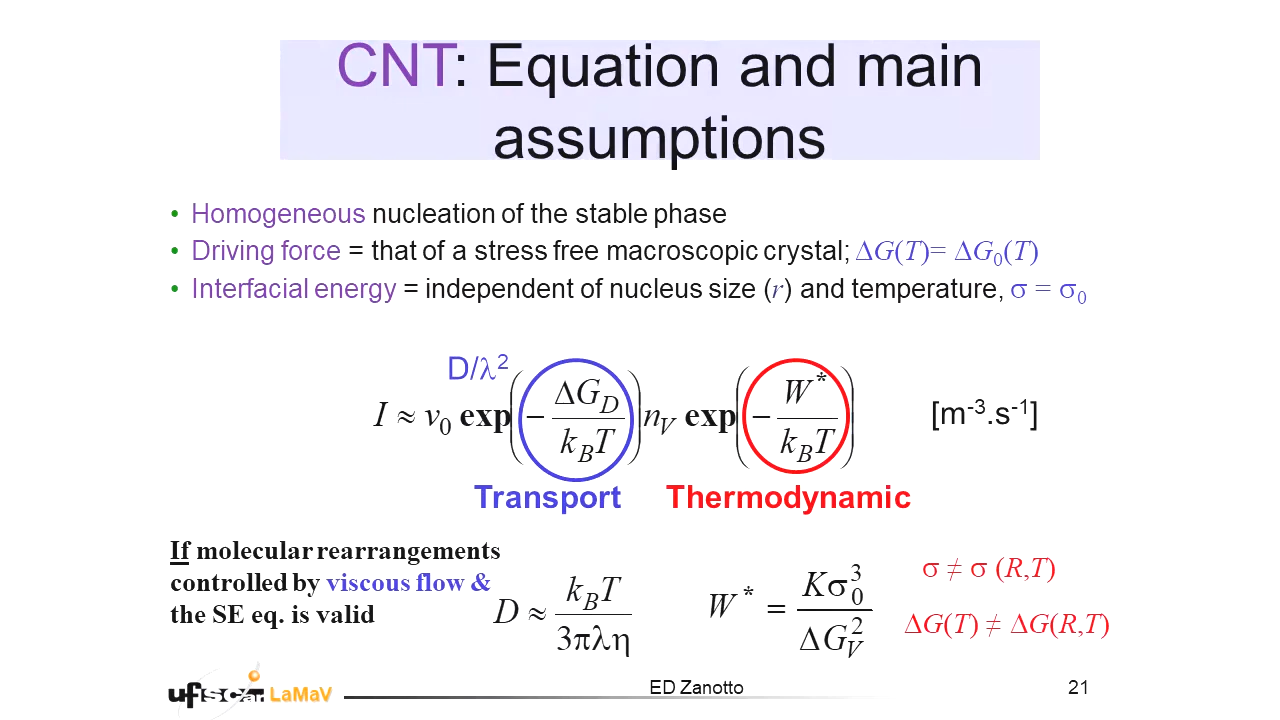 CNT: Equation and main
assumptions
• Homogeneous nucleation of the stable phase
• Driving force = that of a stress free macroscopic crystal; ΔG(T)= ΔG₀(T)
• Interfacial energy = independent of nucleus size (r) and temperature, σ = σ₀
D/λ²
I ≈ ν₀ exp(− ΔG_D / k_BT) n_V exp(− W* / k_BT) [m⁻³.s⁻¹]
Transport Thermodynamic
If molecular rearrangements
controlled by viscous flow &
the SE eq. is valid
D ≈ k_BT / 3πλη
W* = Kσ₀³ / ΔG_V²
σ ≠ σ (R,T)
ΔG(T) ≠ ΔG(R,T)
ufscar LaMaV
ED Zanotto
21